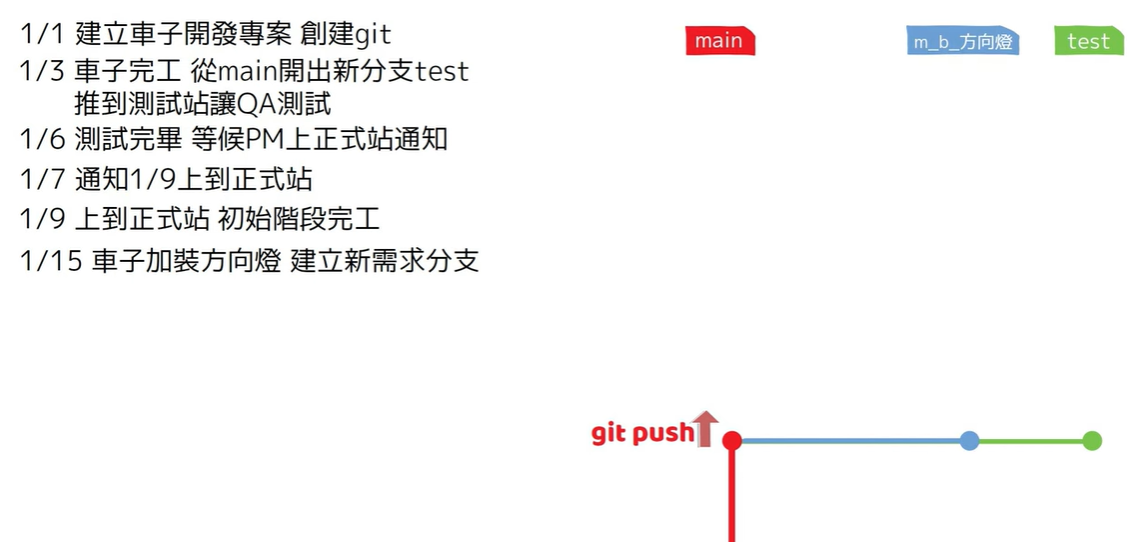 1/1 建立車子開發專案 創建git
1/3 車子完工 從main開出新分支test
推到測試站讓QA測試
1/6 測試完畢 等候PM上正式站通知
1/7 通知1/9上到正式站
1/9 上到正式站 初始階段完工
1/15 車子加裝方向燈 建立新需求分支
main
m_b_方向燈
test
git push